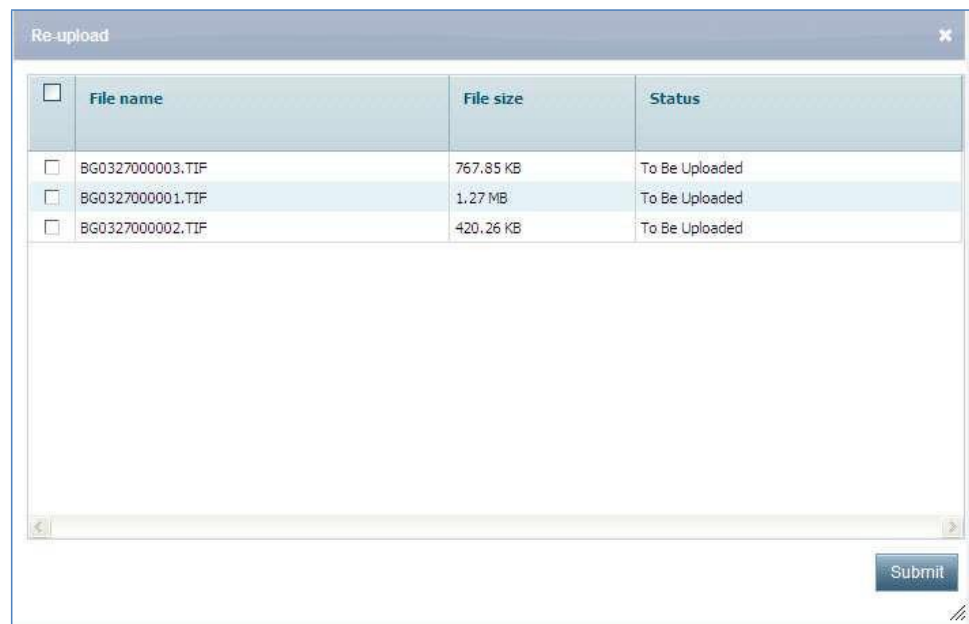 Re-upload
File name File size Status
BG0327000003.TIF 767.85 KB To Be Uploaded
BG0327000001.TIF 1.27 MB To Be Uploaded
BG0327000002.TIF 420.26 KB To Be Uploaded
Submit